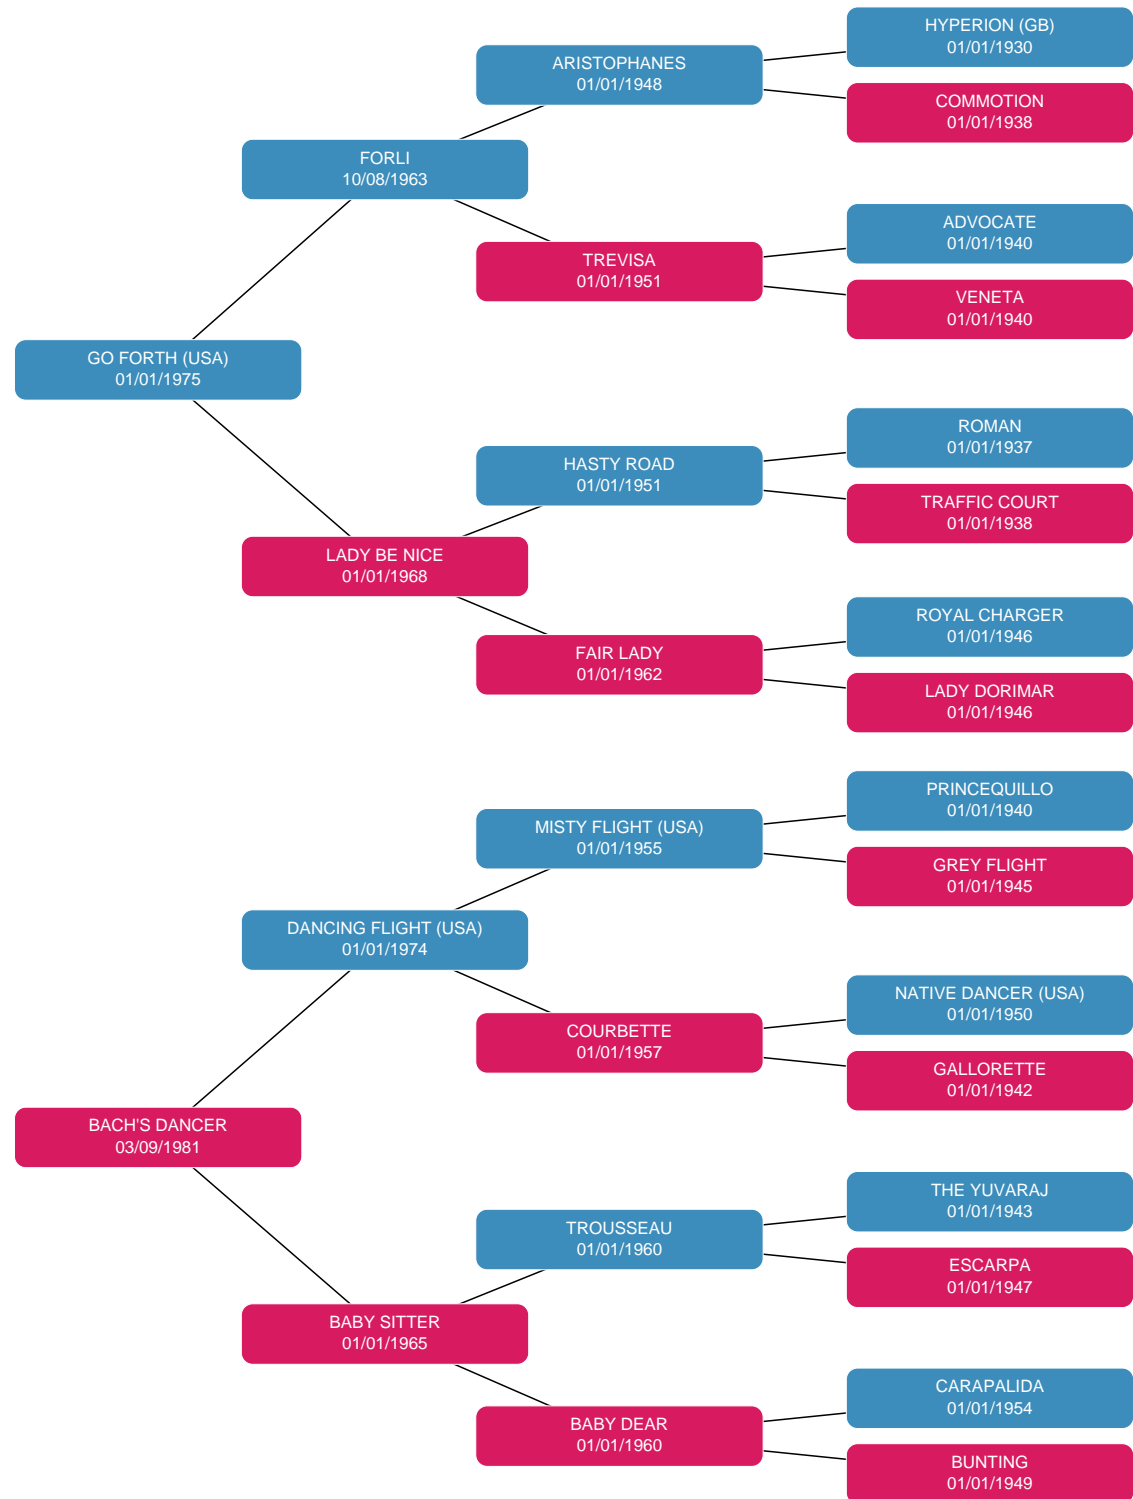 HYPERION (GB)
01/01/1930
ARISTOPHANES
01/01/1948
COMMOTION
01/01/1938
FORLI
10/08/1963
ADVOCATE
01/01/1940
TREVISA
01/01/1951
VENETA
01/01/1940
GO FORTH (USA)
01/01/1975
ROMAN
01/01/1937
HASTY ROAD
01/01/1951
TRAFFIC COURT
01/01/1938
LADY BE NICE
01/01/1968
ROYAL CHARGER
01/01/1946
FAIR LADY
01/01/1962
LADY DORIMAR
01/01/1946
PRINCEQUILLO
01/01/1940
MISTY FLIGHT (USA)
01/01/1955
GREY FLIGHT
01/01/1945
DANCING FLIGHT (USA)
01/01/1974
NATIVE DANCER (USA)
01/01/1950
COURBETTE
01/01/1957
GALLORETTE
01/01/1942
BACH'S DANCER
03/09/1981
THE YUVARAJ
01/01/1943
TROUSSEAU
01/01/1960
ESCARPA
01/01/1947
BABY SITTER
01/01/1965
CARAPALIDA
01/01/1954
BABY DEAR
01/01/1960
BUNTING
01/01/1949